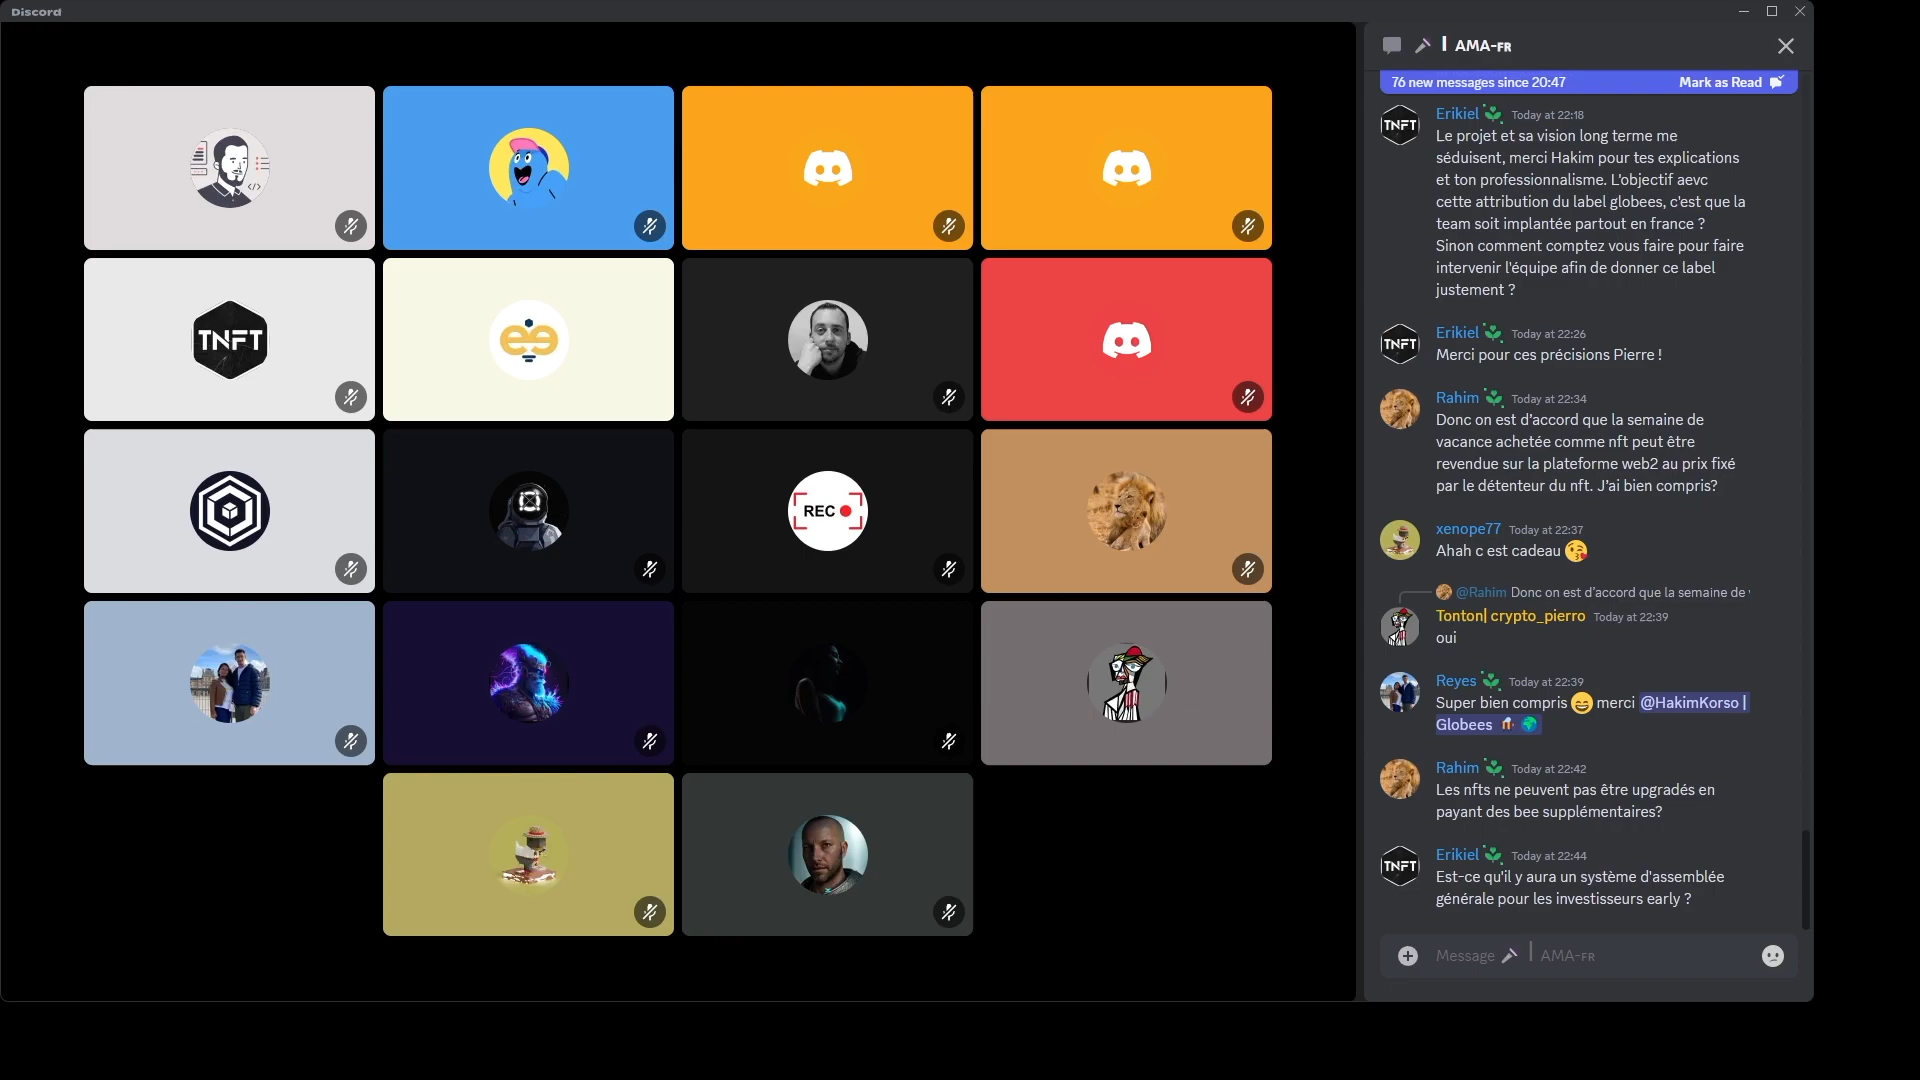 Discord
TNFT
REC
AMA-FR
76 new messages since 20:47
Mark as Read
TNFT
Erikiel Today at 22:18
Le projet et sa vision long terme me
séduisent, merci Hakim pour tes explications
et ton professionnalisme. L'objectif aevc
cette attribution du label globees, c'est que la
team soit implantée partout en france ?
Sinon comment comptez vous faire pour faire
intervenir l'équipe afin de donner ce label
justement ?
TNFT
Erikiel Today at 22:26
Merci pour ces précisions Pierre !
Rahim Today at 22:34
Donc on est d’accord que la semaine de
vacance achetée comme nft peut être
revendue sur la plateforme web2 au prix fixé
par le détenteur du nft. J’ai bien compris?
xenope77 Today at 22:37
Ahah c est cadeau 😘
@Rahim Donc on est d’accord que la semaine de
Tonton| crypto_pierro Today at 22:39
oui
Reyes Today at 22:39
Super bien compris 😄 merci @HakimKorso |
Globees
Rahim Today at 22:42
Les nfts ne peuvent pas être upgradés en
payant des bee supplémentaires?
TNFT
Erikiel Today at 22:44
Est-ce qu'il y aura un système d'assemblée
générale pour les investisseurs early ?
Message | AMA-FR